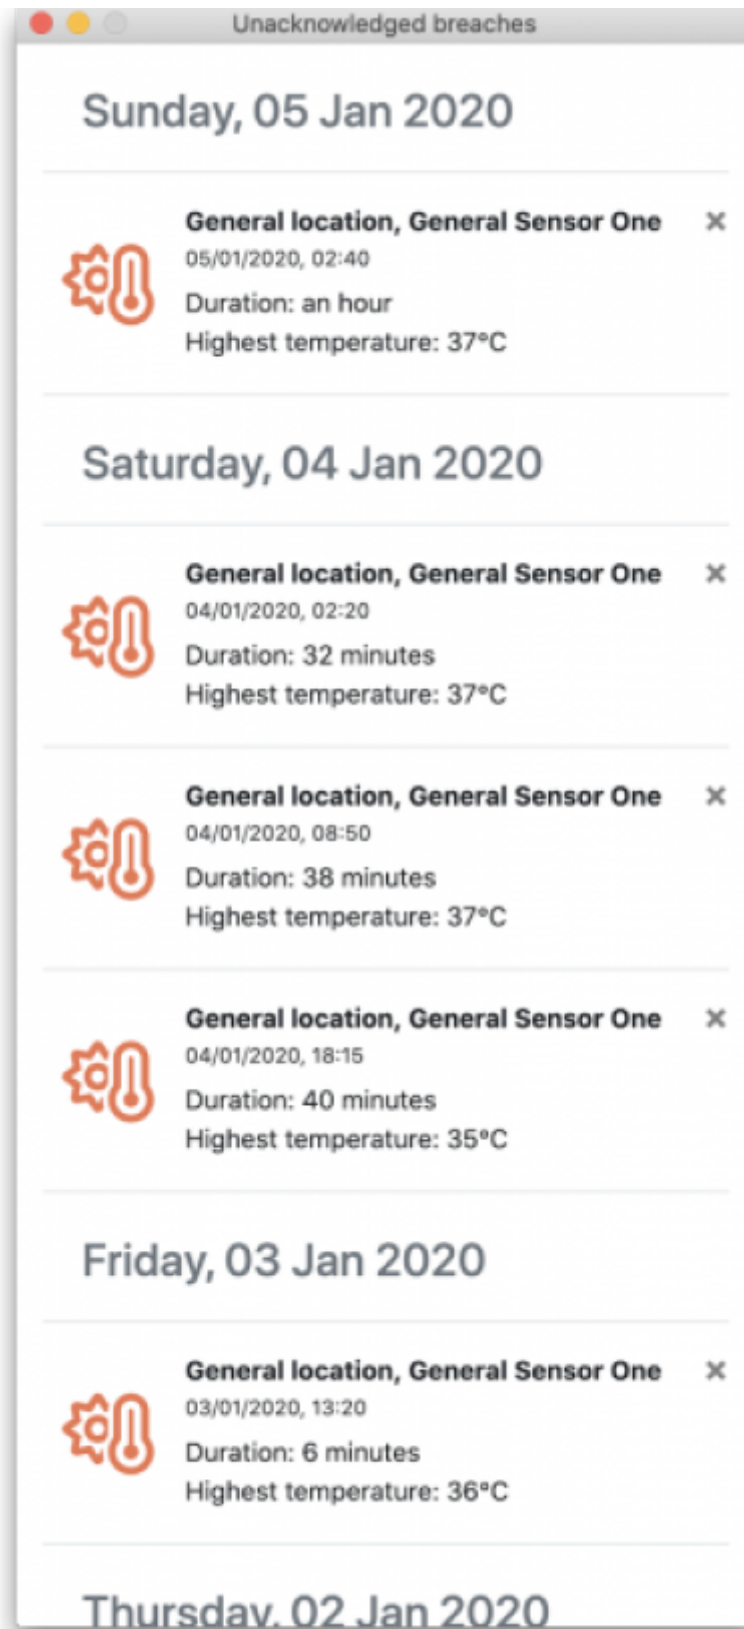 Unacknowledged breaches
Sunday, 05 Jan 2020
General location, General Sensor One
05/01/2020, 02:40
Duration: an hour
Highest temperature: 37°C
Saturday, 04 Jan 2020
General location, General Sensor One
04/01/2020, 02:20
Duration: 32 minutes
Highest temperature: 37°C
General location, General Sensor One
04/01/2020, 08:50
Duration: 38 minutes
Highest temperature: 37°C
General location, General Sensor One
04/01/2020, 18:15
Duration: 40 minutes
Highest temperature: 35°C
Friday, 03 Jan 2020
General location, General Sensor One
03/01/2020, 13:20
Duration: 6 minutes
Highest temperature: 36°C
Thursday, 02 Jan 2020